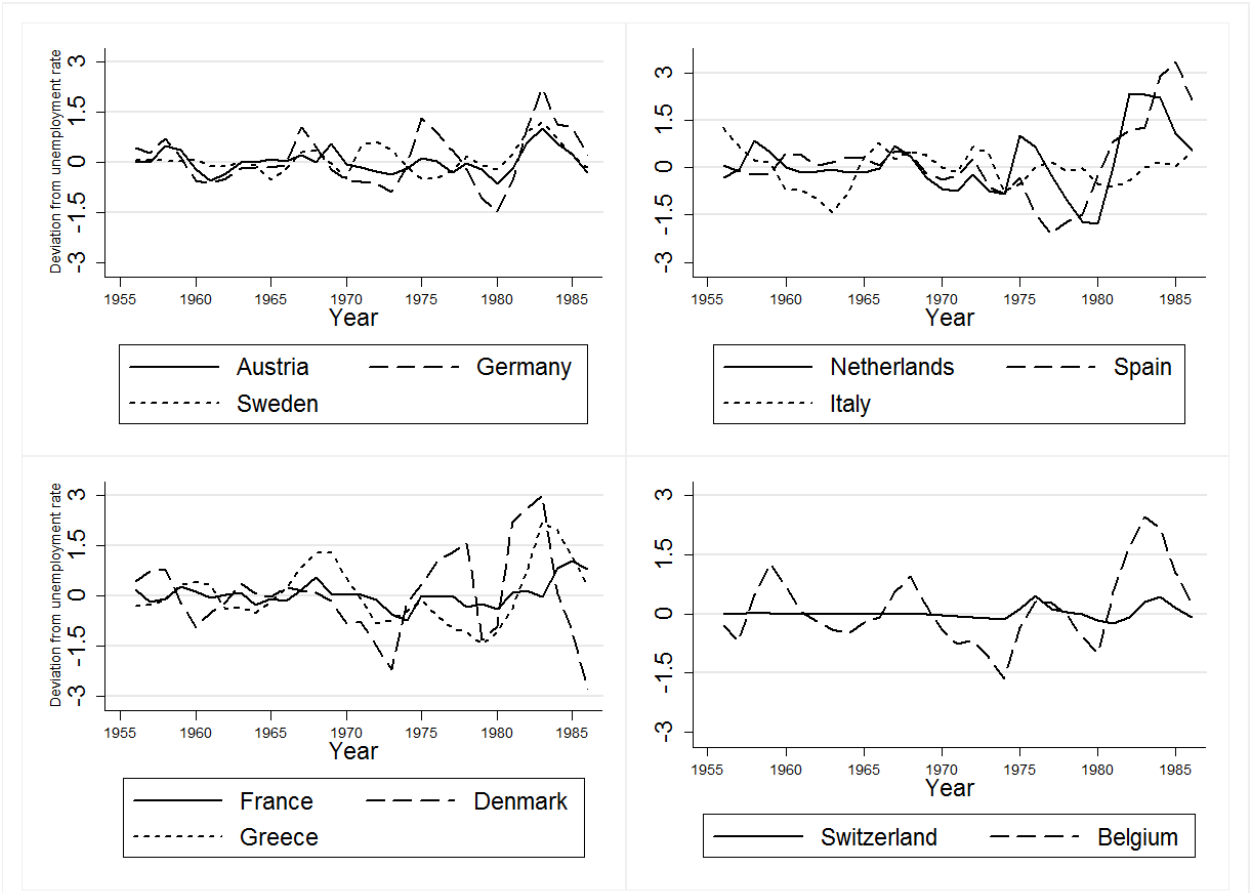 Deviation from unemployment rate
3
1.5
0
-1.5
-3
1955 1960 1965 1970 1975 1980 1985
Year
Austria Germany
Sweden
3
1.5
0
-1.5
-3
1955 1960 1965 1970 1975 1980 1985
Year
Netherlands Spain
Italy
Deviation from unemployment rate
3
1.5
0
-1.5
-3
1955 1960 1965 1970 1975 1980 1985
Year
France Denmark
Greece
3
1.5
0
-1.5
-3
1955 1960 1965 1970 1975 1980 1985
Year
Switzerland Belgium